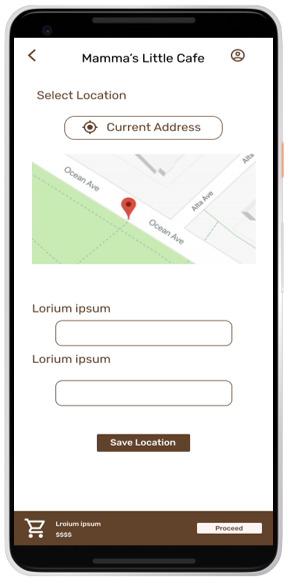 Mamma's Little Cafe
Select Location
Current Address
Ocean Ave
Alta Ave
Alta
Ocean Ave
Lorium ipsum
Lorium ipsum
Save Location
Lroium ipsum
$$$$
Proceed